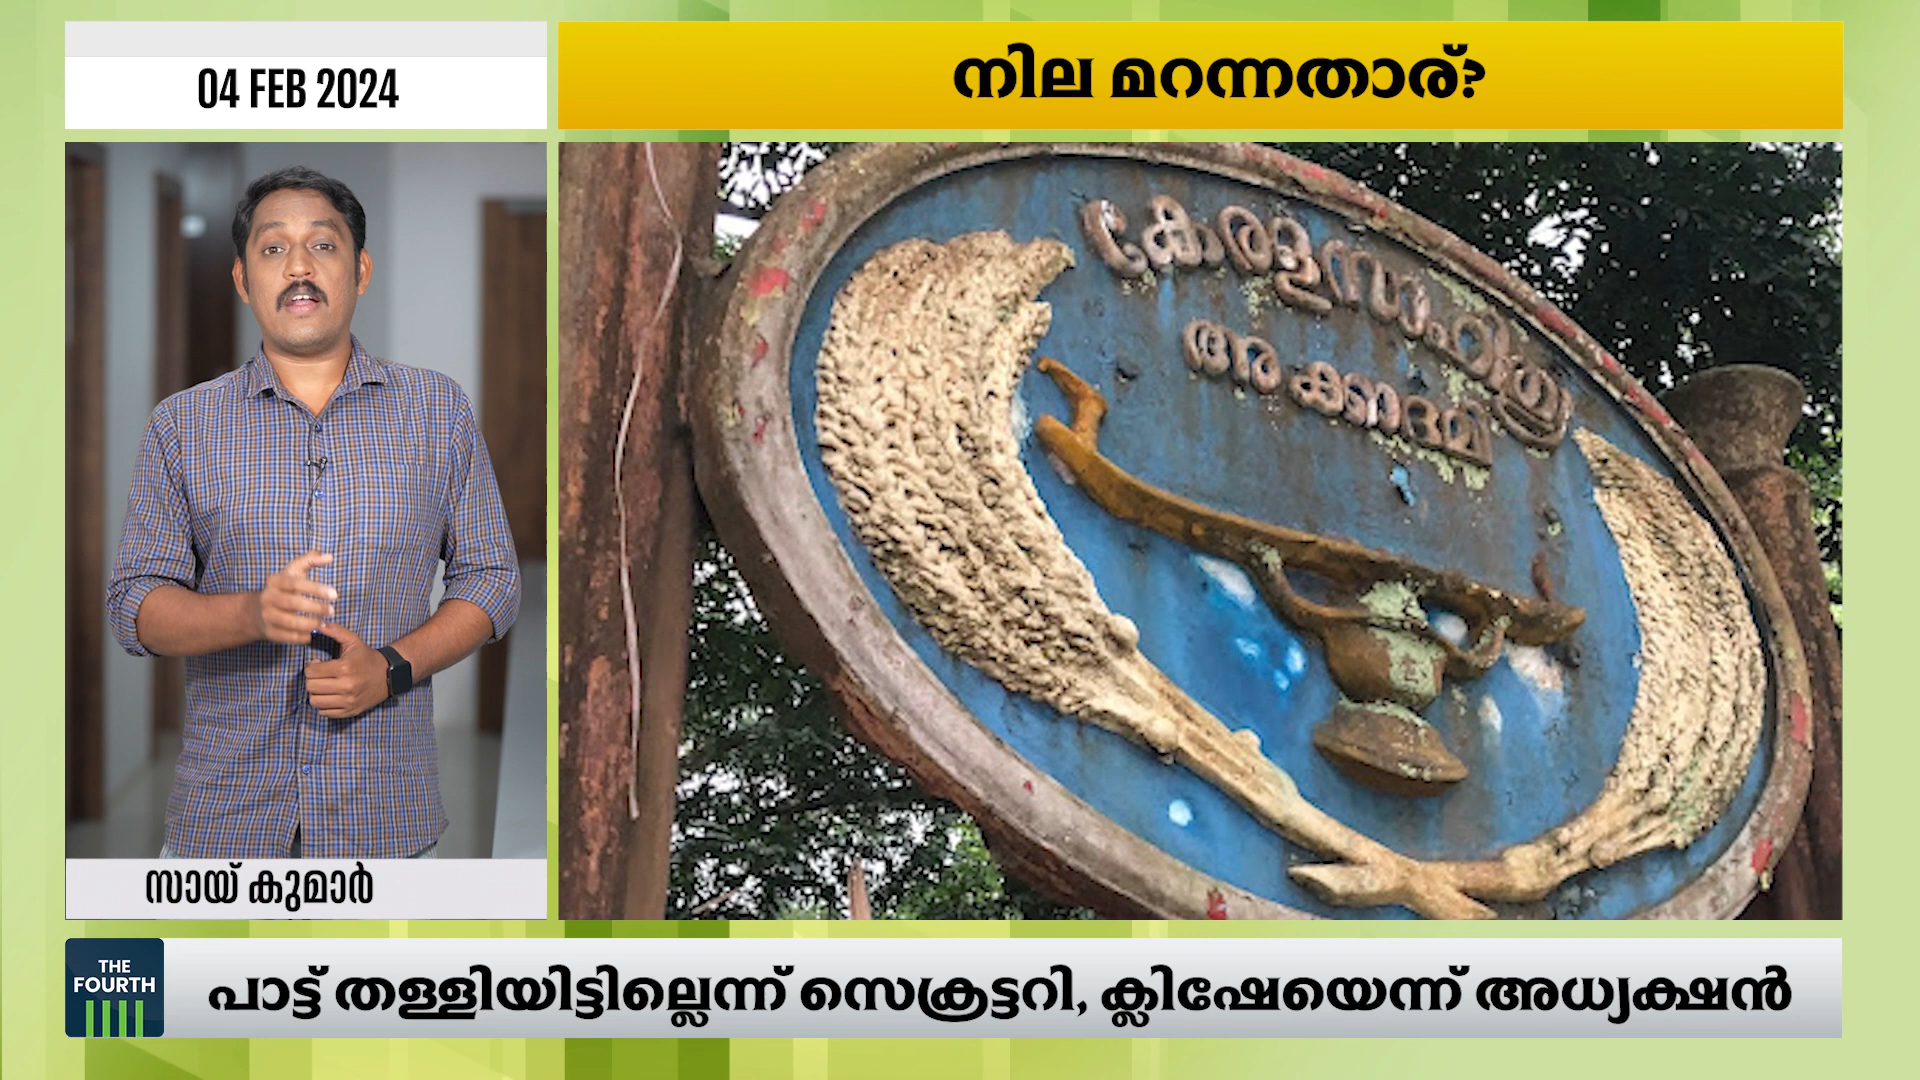 04 FEB 2024
നില മറന്നതാര്?
കേരളസാഹിത്യ
അക്കാദമി
സായ് കുമാർ
THE
FOURTH
പാട്ട് തള്ളിയിട്ടില്ലെന്ന് സെക്രട്ടറി, ക്ലിഷേയെന്ന് അധ്യക്ഷൻ